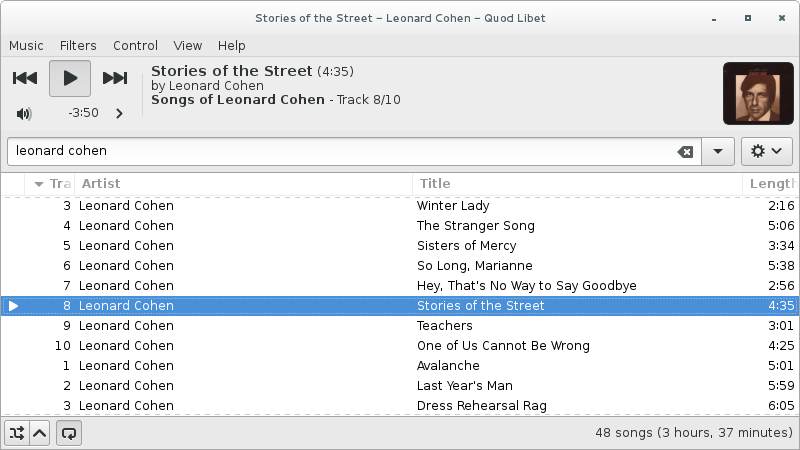 Stories of the Street – Leonard Cohen – Quod Libet
Music Filters Control View Help
Stories of the Street (4:35)
by Leonard Cohen
Songs of Leonard Cohen - Track 8/10
-3:50
leonard cohen
Tra Artist Title Length
3 Leonard Cohen Winter Lady 2:16
4 Leonard Cohen The Stranger Song 5:06
5 Leonard Cohen Sisters of Mercy 3:34
6 Leonard Cohen So Long, Marianne 5:38
7 Leonard Cohen Hey, That's No Way to Say Goodbye 2:56
8 Leonard Cohen Stories of the Street 4:35
9 Leonard Cohen Teachers 3:01
10 Leonard Cohen One of Us Cannot Be Wrong 4:25
1 Leonard Cohen Avalanche 5:01
2 Leonard Cohen Last Year's Man 5:59
3 Leonard Cohen Dress Rehearsal Rag 6:05
48 songs (3 hours, 37 minutes)